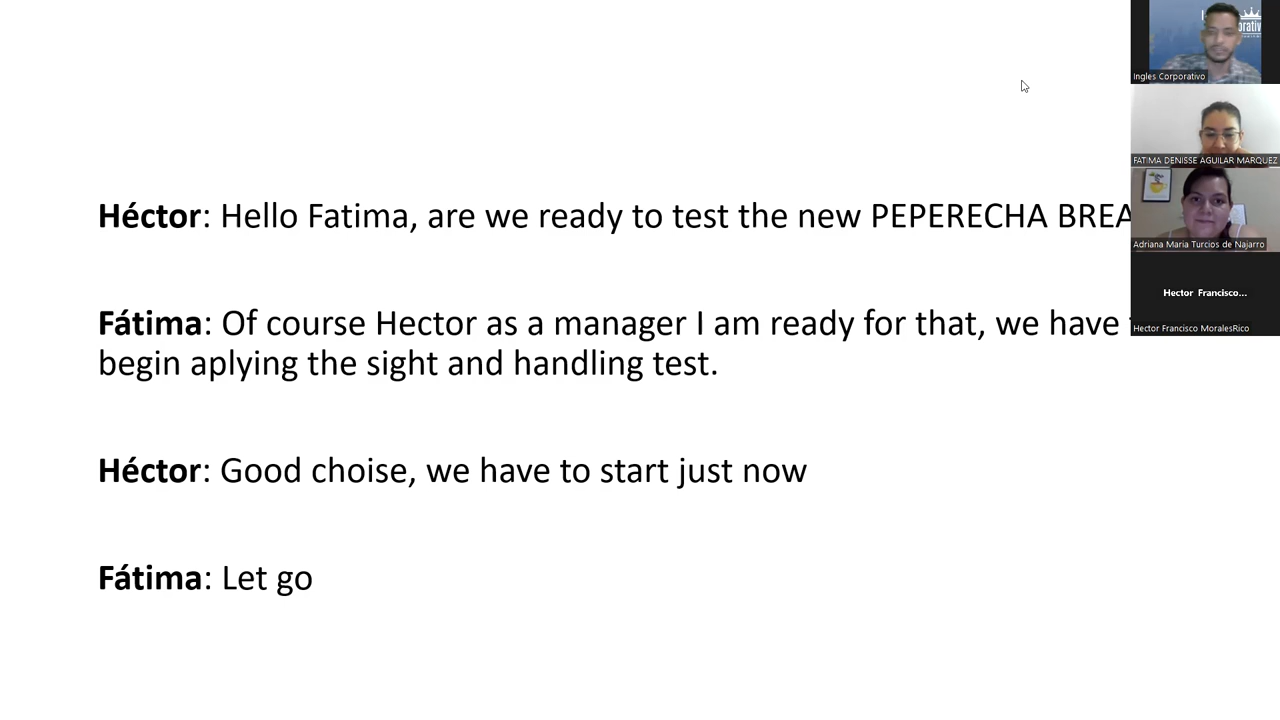 Héctor: Hello Fatima, are we ready to test the new PEPERECHA
Fátima: Of course Hector as a manager I am ready for that, we have
begin aplying the sight and handling test.
Héctor: Good choise, we have to start just now
Fátima: Let go
Ingles Corporativo
FATIMA DENISSE AGUILAR MARQUEZ
Adriana Maria Turcios de Najarro
Hector Francisco...
Hector Francisco MoralesRico